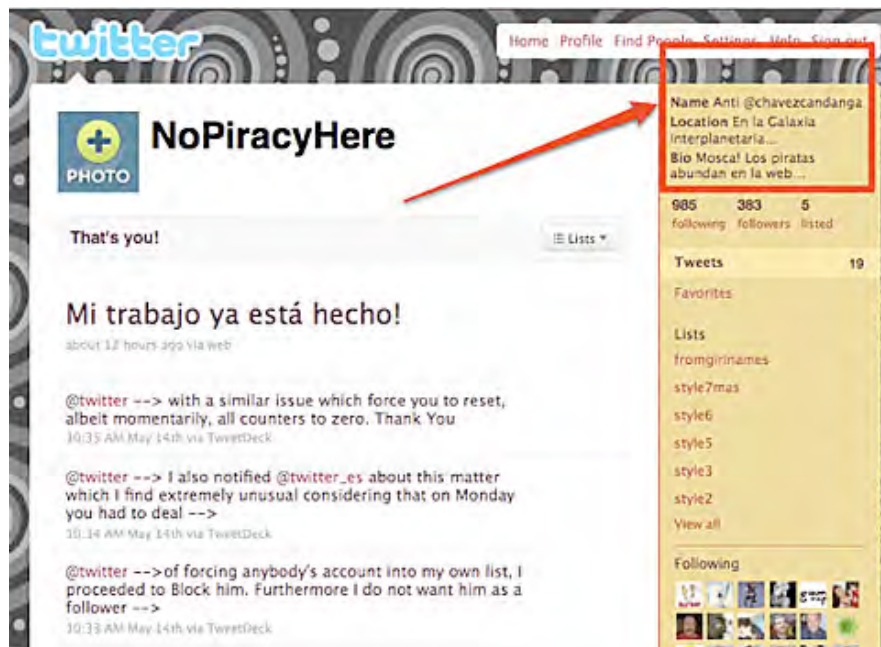 twitter
Home Profile Find People Settings Help Sign out
NoPiracyHere
PHOTO
That's you!
Lists
Mi trabajo ya está hecho!
about 12 hours ago via web
@twitter --> with a similar issue which force you to reset,
albeit momentarily, all counters to zero. Thank You
10:35 AM May 14th via TweetDeck
@twitter --> I also notified @twitter_es about this matter
which I find extremely unusual considering that on Monday
you had to deal -->
10:34 AM May 14th via TweetDeck
@twitter -->of forcing anybody's account into my own list, I
proceeded to Block him. Furthermore I do not want him as a
follower -->
10:33 AM May 14th via TweetDeck
Name Anti @chavezcandanga
Location En la Galaxia
Interplanetaria...
Bio Mosca! Los piratas
abundan en la web...
985 383 5
following followers listed
Tweets 19
Favorites
Lists
fromgirinames
style7mas
style6
style5
style3
style2
View all
Following